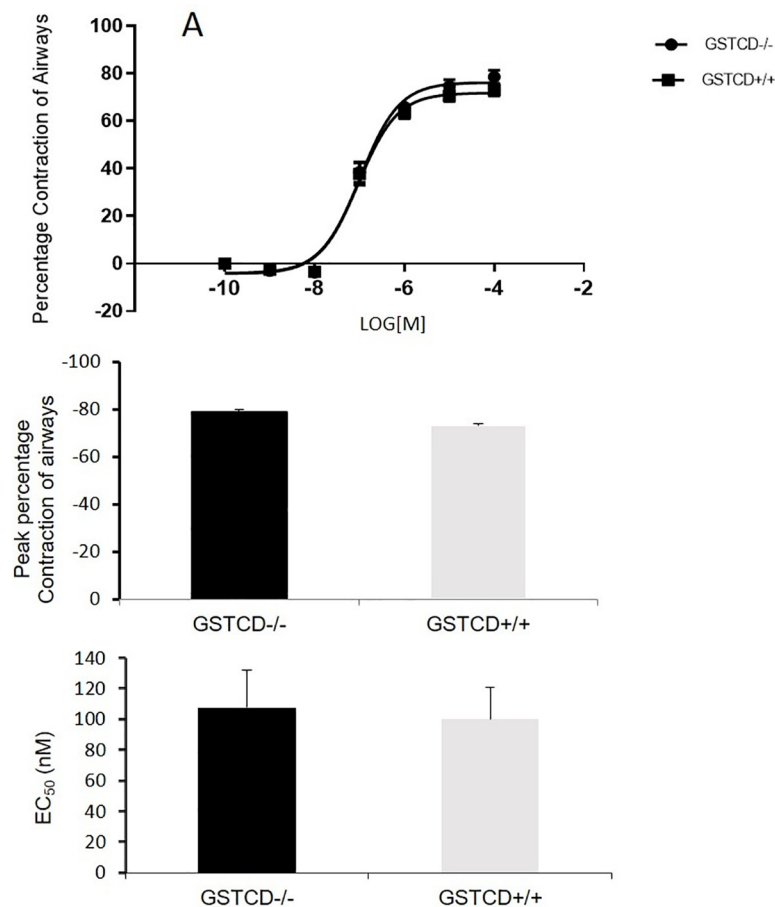 A
100
80
60
40
20
0
-20
Percentage Contraction of Airways
-10
-8
-6
-4
-2
LOG[M]
GSTCD-/-
GSTCD+/+
-100
-80
-60
-40
-20
0
Peak percentage
Contraction of airways
GSTCD-/-
GSTCD+/+
140
120
100
80
60
40
20
0
EC50 (nM)
GSTCD-/-
GSTCD+/+